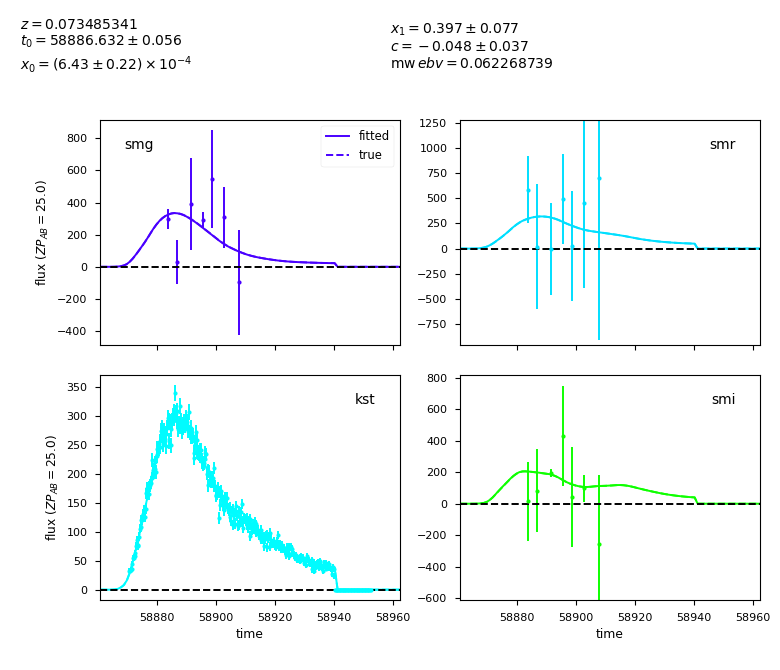 z = 0.073485341
t₀ = 58886.632 ± 0.056
x₀ = (6.43 ± 0.22) × 10⁻⁴
x₁ = 0.397 ± 0.077
c = −0.048 ± 0.037
mw ebv = 0.062268739
smg
fitted
true
flux (ZP_AB = 25.0)
800
600
400
200
0
−200
−400
smr
1250
1000
750
500
250
0
−250
−500
−750
kst
flux (ZP_AB = 25.0)
350
300
250
200
150
100
50
0
58880 58900 58920 58940 58960
time
smi
800
600
400
200
0
−200
−400
−600
58880 58900 58920 58940 58960
time